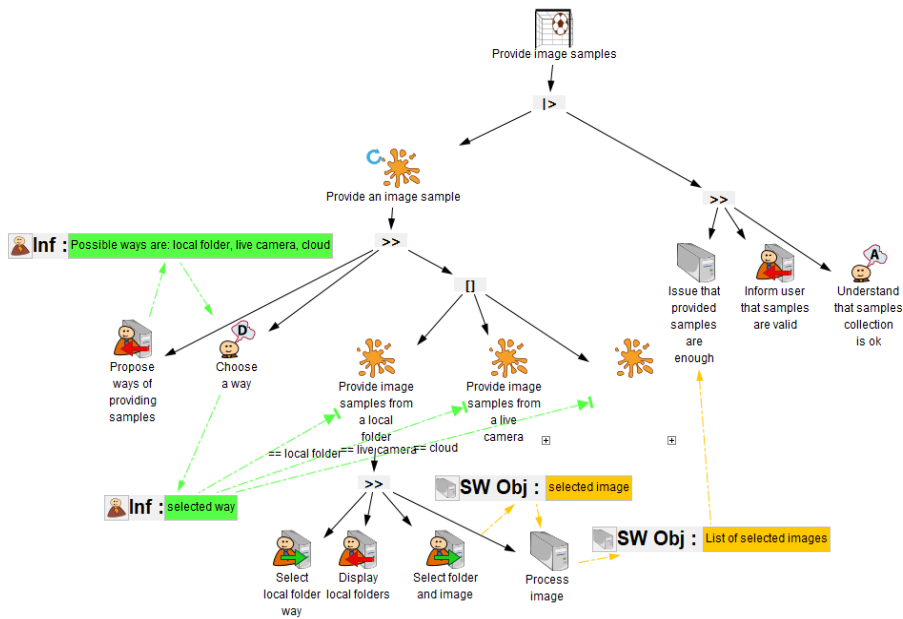 Provide image samples
|>
Provide an image sample
>>
>>
Inf : Possible ways are: local folder, live camera, cloud
[]
A
Issue that
provided
samples
are
enough
Inform user
that samples
are valid
Understand
that samples
collection
is ok
D
Propose
ways of
providing
samples
Choose
a way
Provide image
samples from
a local
folder
Provide image
samples from
a live
camera
== local folder
== live camera
== cloud
>>
Inf : selected way
SW Obj : selected image
SW Obj : List of selected images
Select
local folder
way
Display
local folders
Select folder
and image
Process
image